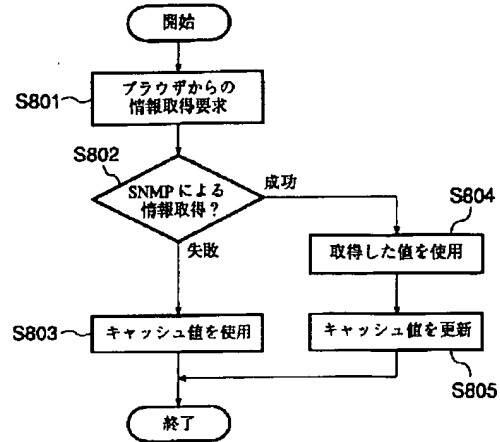 開始
S801
ブラウザからの
情報取得要求
S802
SNMPによる
情報取得？
成功
失敗
S804
取得した値を使用
S803
キャッシュ値を使用
キャッシュ値を更新
S805
終了